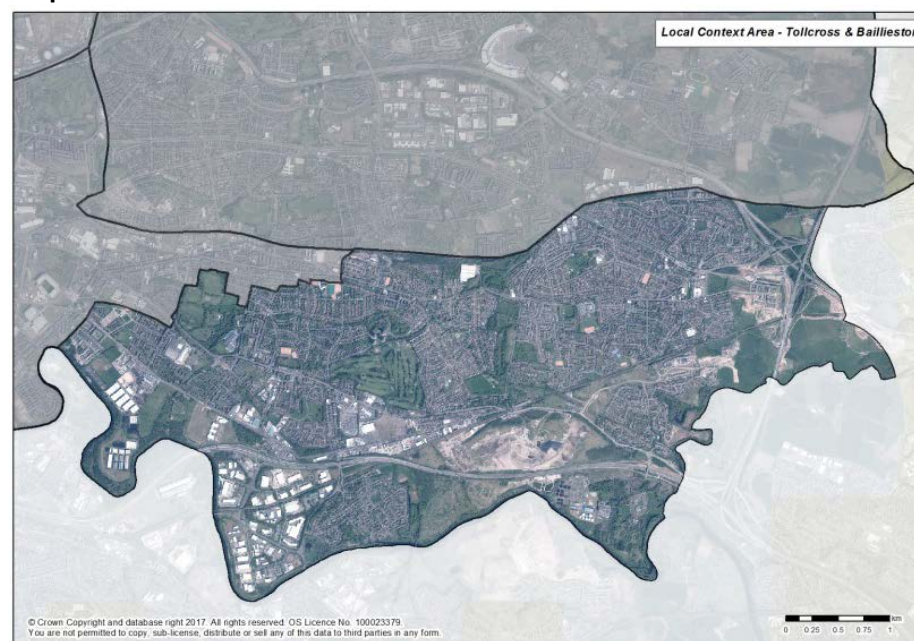 Local Context Area - Tollcross & Baillieston
© Crown Copyright and database right 2017. All rights reserved. OS Licence No. 100023379.
You are not permitted to copy, sub-license, distribute or sell any of this data to third parties in any form.
km
0 0.25 0.5 0.75 1